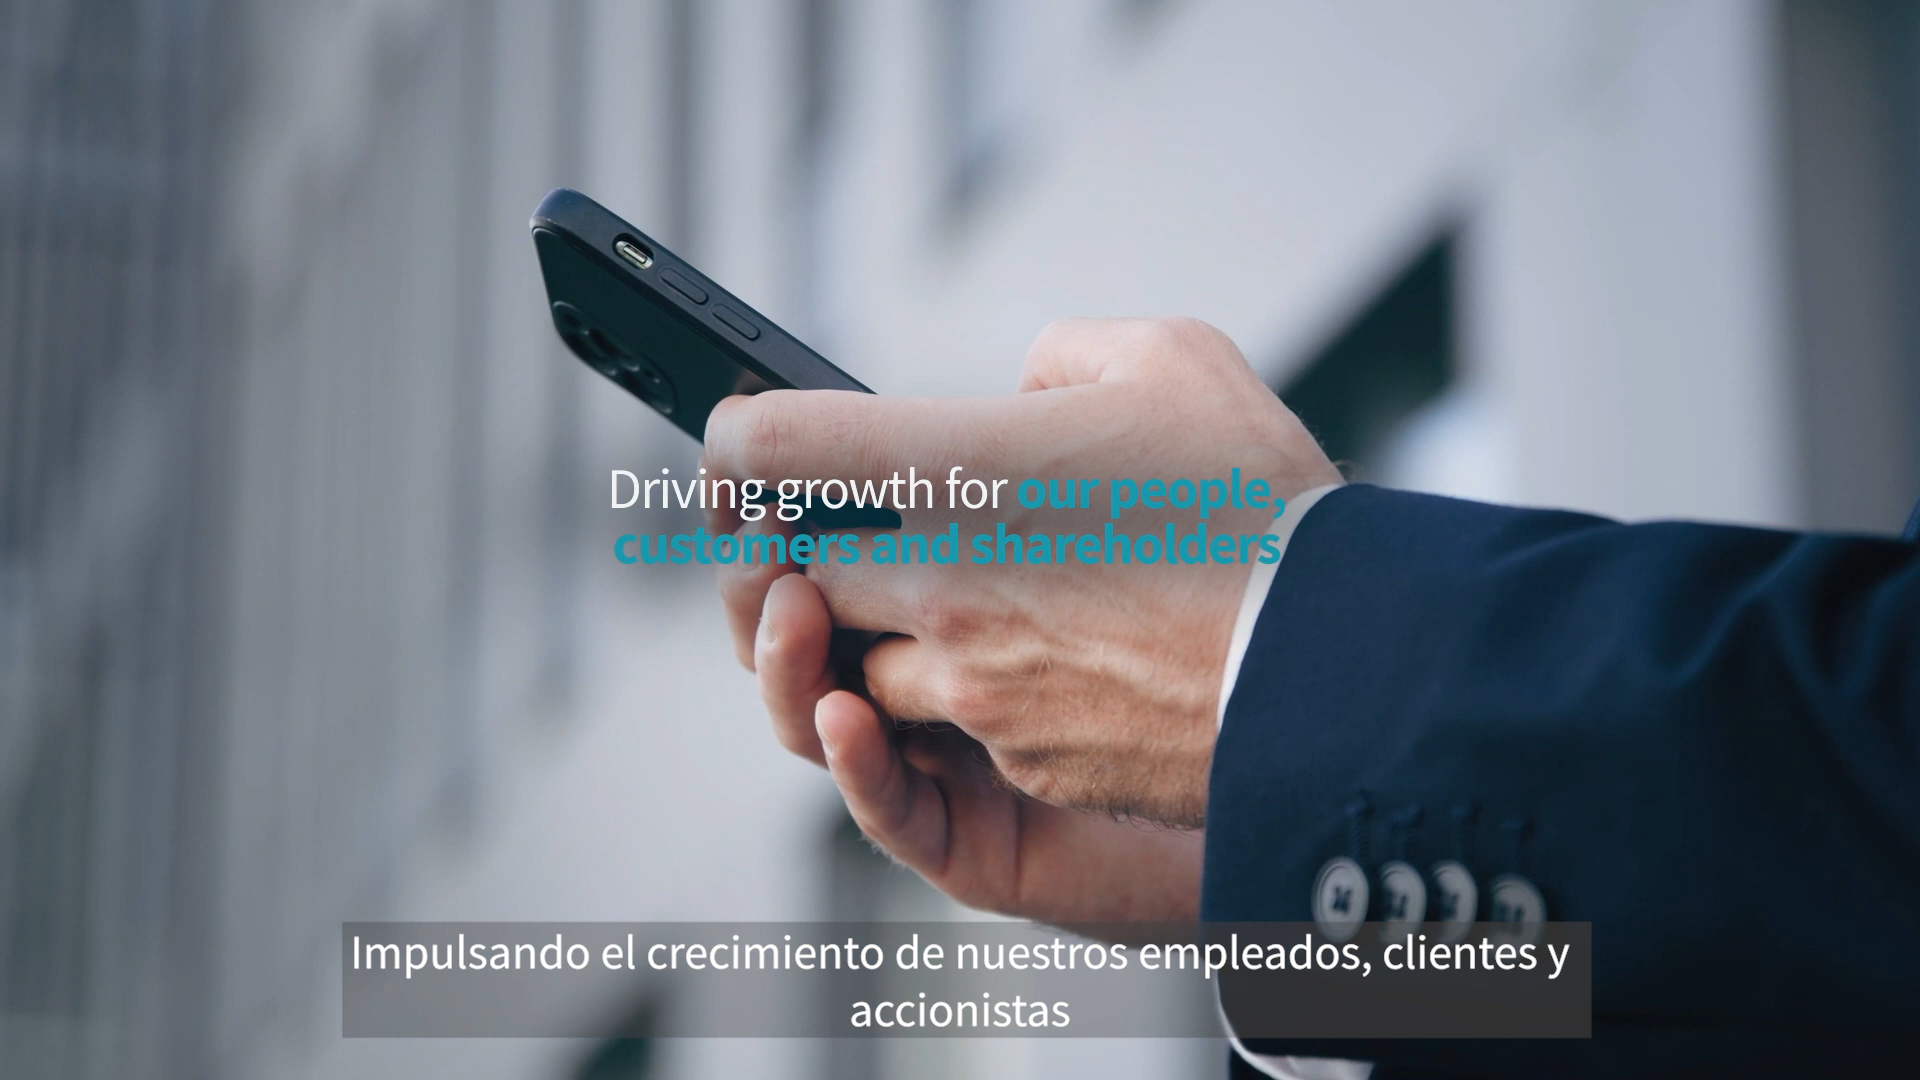 Driving growth for our people,
customers and shareholders
Impulsando el crecimiento de nuestros empleados, clientes y
accionistas